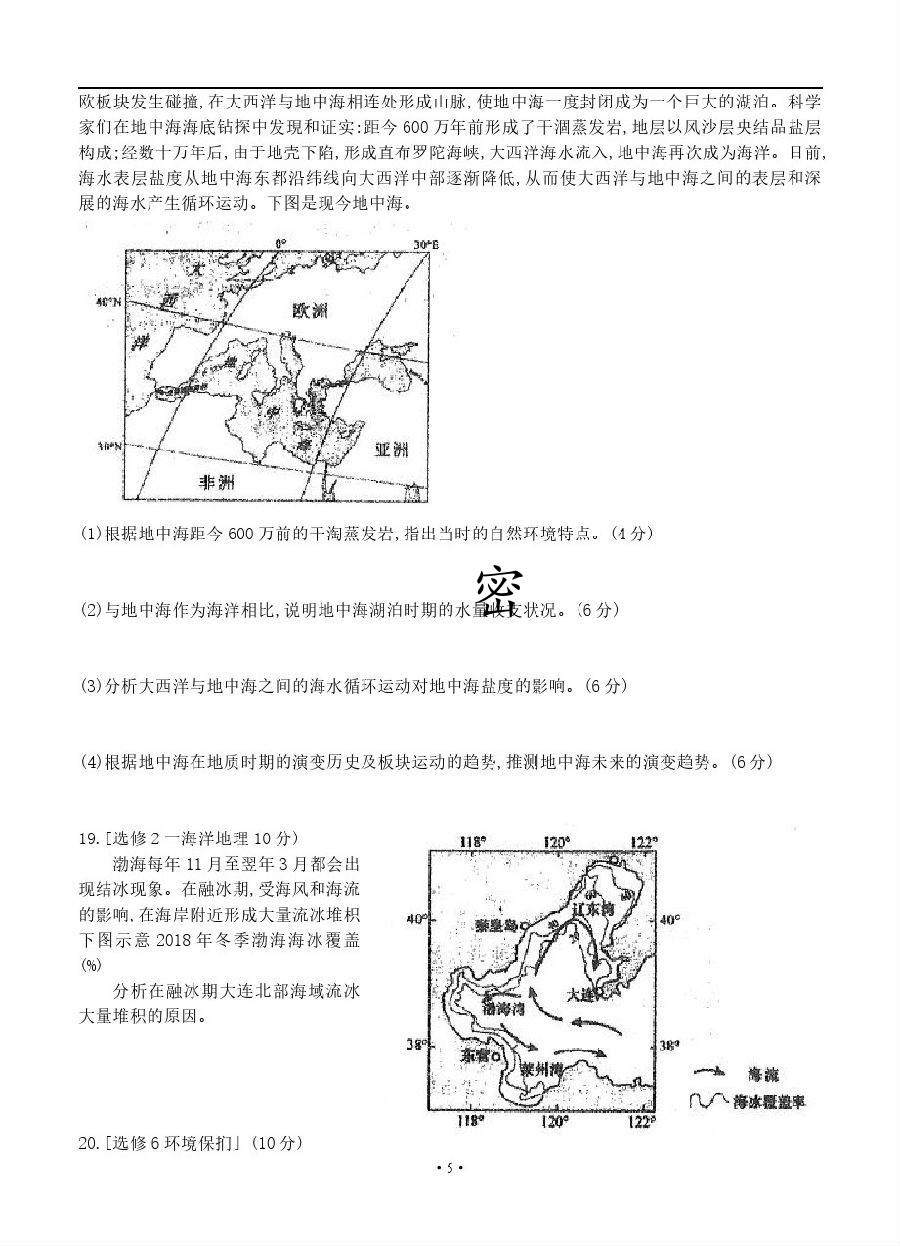 欧板块发生碰撞,在大西洋与地中海相连处形成山脉,使地中海一度封闭成为一个巨大的湖泊。科学
家们在地中海海底钻探中发现和证实:距今 600 万年前形成了干涸蒸发岩,地层以风沙层央结品盐层
构成;经数十万年后,由于地壳下陷,形成直布罗陀海峡,大西洋海水流入,地中海再次成为海洋。日前,
海水表层盐度从地中海东都沿纬线向大西洋中部逐渐降低,从而使大西洋与地中海之间的表层和深
展的海水产生循环运动。下图是现今地中海。
0° 30°E
大
40°N 西 欧洲
洋 地
中
30°N 海 亚洲
非洲
(1)根据地中海距今 600 万前的干淘蒸发岩,指出当时的自然环境特点。(4 分)
密
(2)与地中海作为海洋相比,说明地中海湖泊时期的水量收支状况。(6 分)
(3)分析大西洋与地中海之间的海水循环运动对地中海盐度的影响。(6 分)
(4)根据地中海在地质时期的演变历史及板块运动的趋势,推测地中海未来的演变趋势。(6 分)
19.[选修 2 一海洋地理 10 分)
渤海每年 11 月至翌年 3 月都会出
现结冰现象。在融冰期,受海风和海流
的影响,在海岸附近形成大量流冰堆积
下图示意 2018 年冬季渤海海冰覆盖
(%)
分析在融冰期大连北部海域流冰
大量堆积的原因。
118° 120° 122°
辽东湾
40° 秦皇岛 40°
大连
渤海湾
38° 东营 38°
莱州湾
118° 120° 122°
海流
海冰覆盖率
20.[选修 6 环境保扪」(10 分)
• 5 •